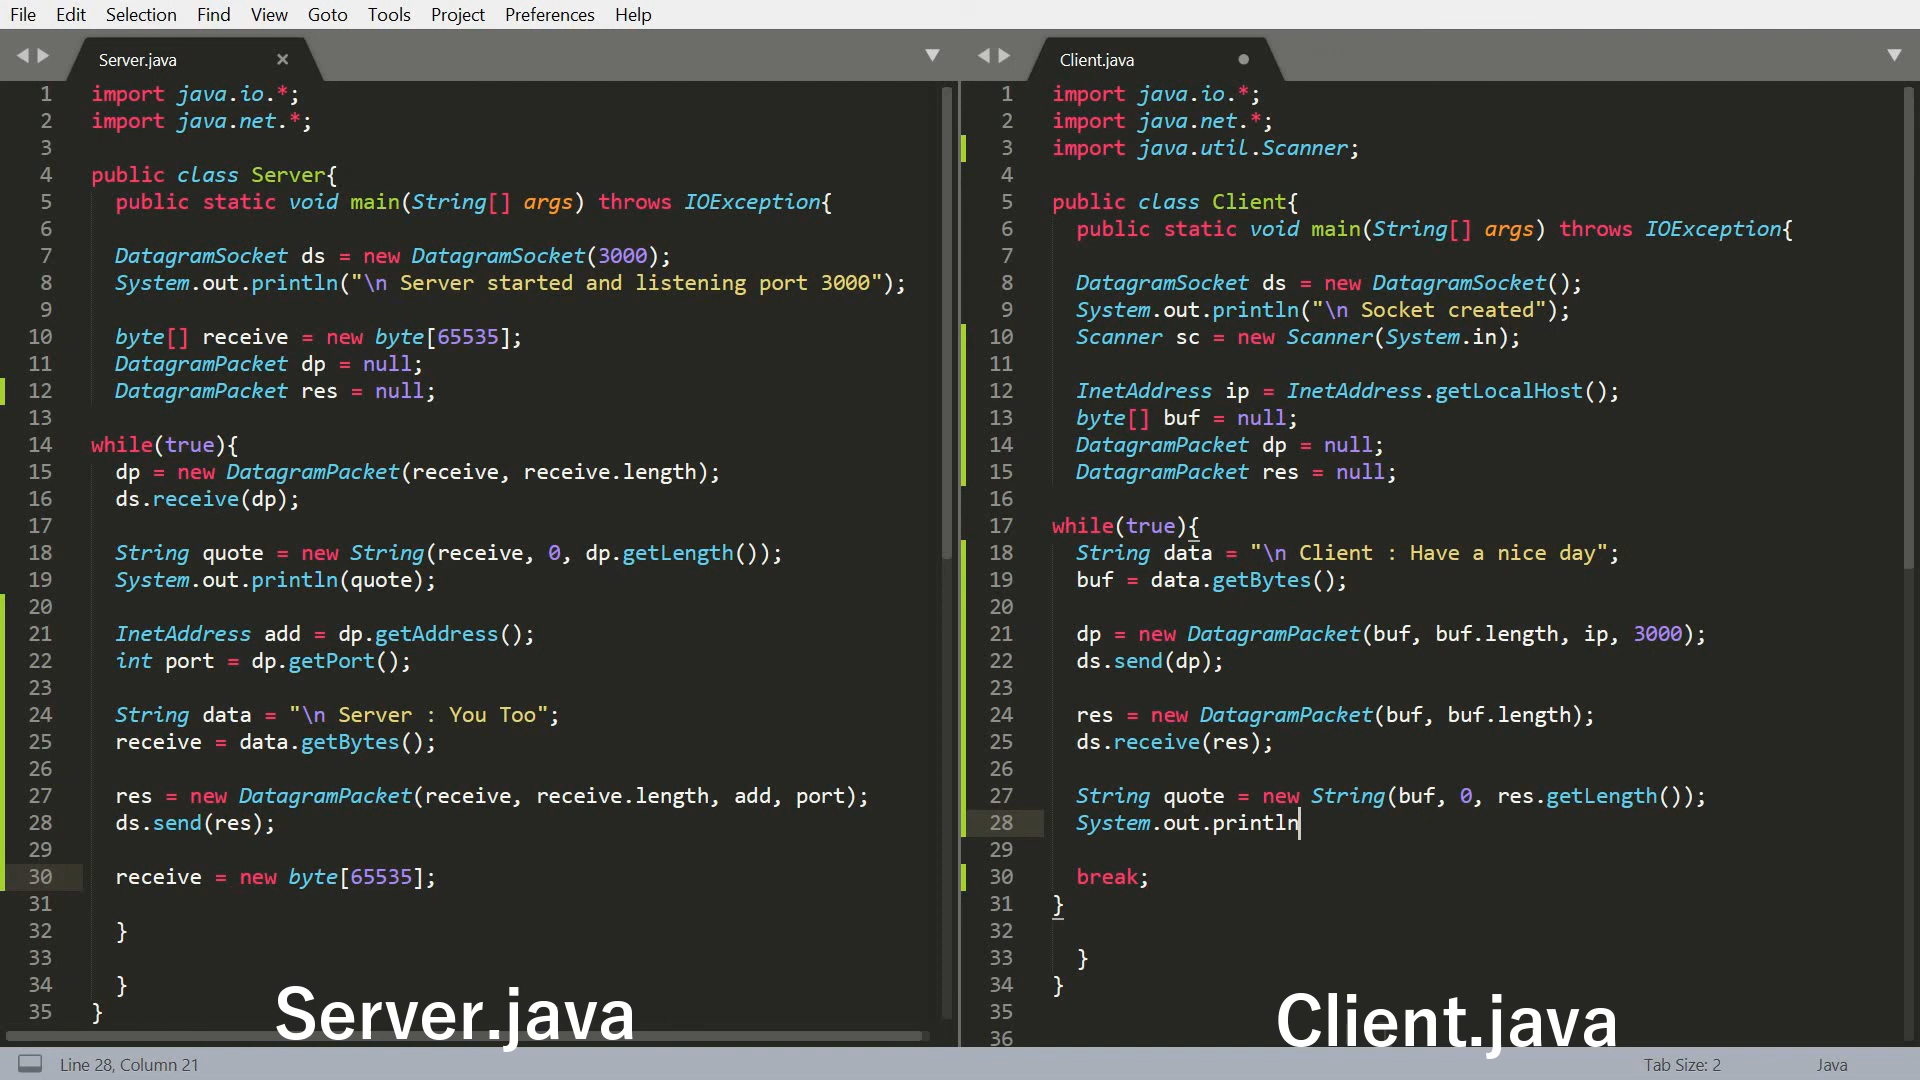 File Edit Selection Find View Goto Tools Project Preferences Help
Server.java
1 import java.io.*;
2 import java.net.*;
3
4 public class Server{
5 public static void main(String[] args) throws IOException{
6
7 DatagramSocket ds = new DatagramSocket(3000);
8 System.out.println("\n Server started and listening port 3000");
9
10 byte[] receive = new byte[65535];
11 DatagramPacket dp = null;
12 DatagramPacket res = null;
13
14 while(true){
15 dp = new DatagramPacket(receive, receive.length);
16 ds.receive(dp);
17
18 String quote = new String(receive, 0, dp.getLength());
19 System.out.println(quote);
20
21 InetAddress add = dp.getAddress();
22 int port = dp.getPort();
23
24 String data = "\n Server : You Too";
25 receive = data.getBytes();
26
27 res = new DatagramPacket(receive, receive.length, add, port);
28 ds.send(res);
29
30 receive = new byte[65535];
31
32 }
33
34 }
35 }
Server.java
Client.java
1 import java.io.*;
2 import java.net.*;
3 import java.util.Scanner;
4
5 public class Client{
6 public static void main(String[] args) throws IOException{
7
8 DatagramSocket ds = new DatagramSocket();
9 System.out.println("\n Socket created");
10 Scanner sc = new Scanner(System.in);
11
12 InetAddress ip = InetAddress.getLocalHost();
13 byte[] buf = null;
14 DatagramPacket dp = null;
15 DatagramPacket res = null;
16
17 while(true){
18 String data = "\n Client : Have a nice day";
19 buf = data.getBytes();
20
21 dp = new DatagramPacket(buf, buf.length, ip, 3000);
22 ds.send(dp);
23
24 res = new DatagramPacket(buf, buf.length);
25 ds.receive(res);
26
27 String quote = new String(buf, 0, res.getLength());
28 System.out.println
29
30 break;
31 }
32
33 }
34 }
35
36
Client.java
Line 28, Column 21
Tab Size: 2
Java